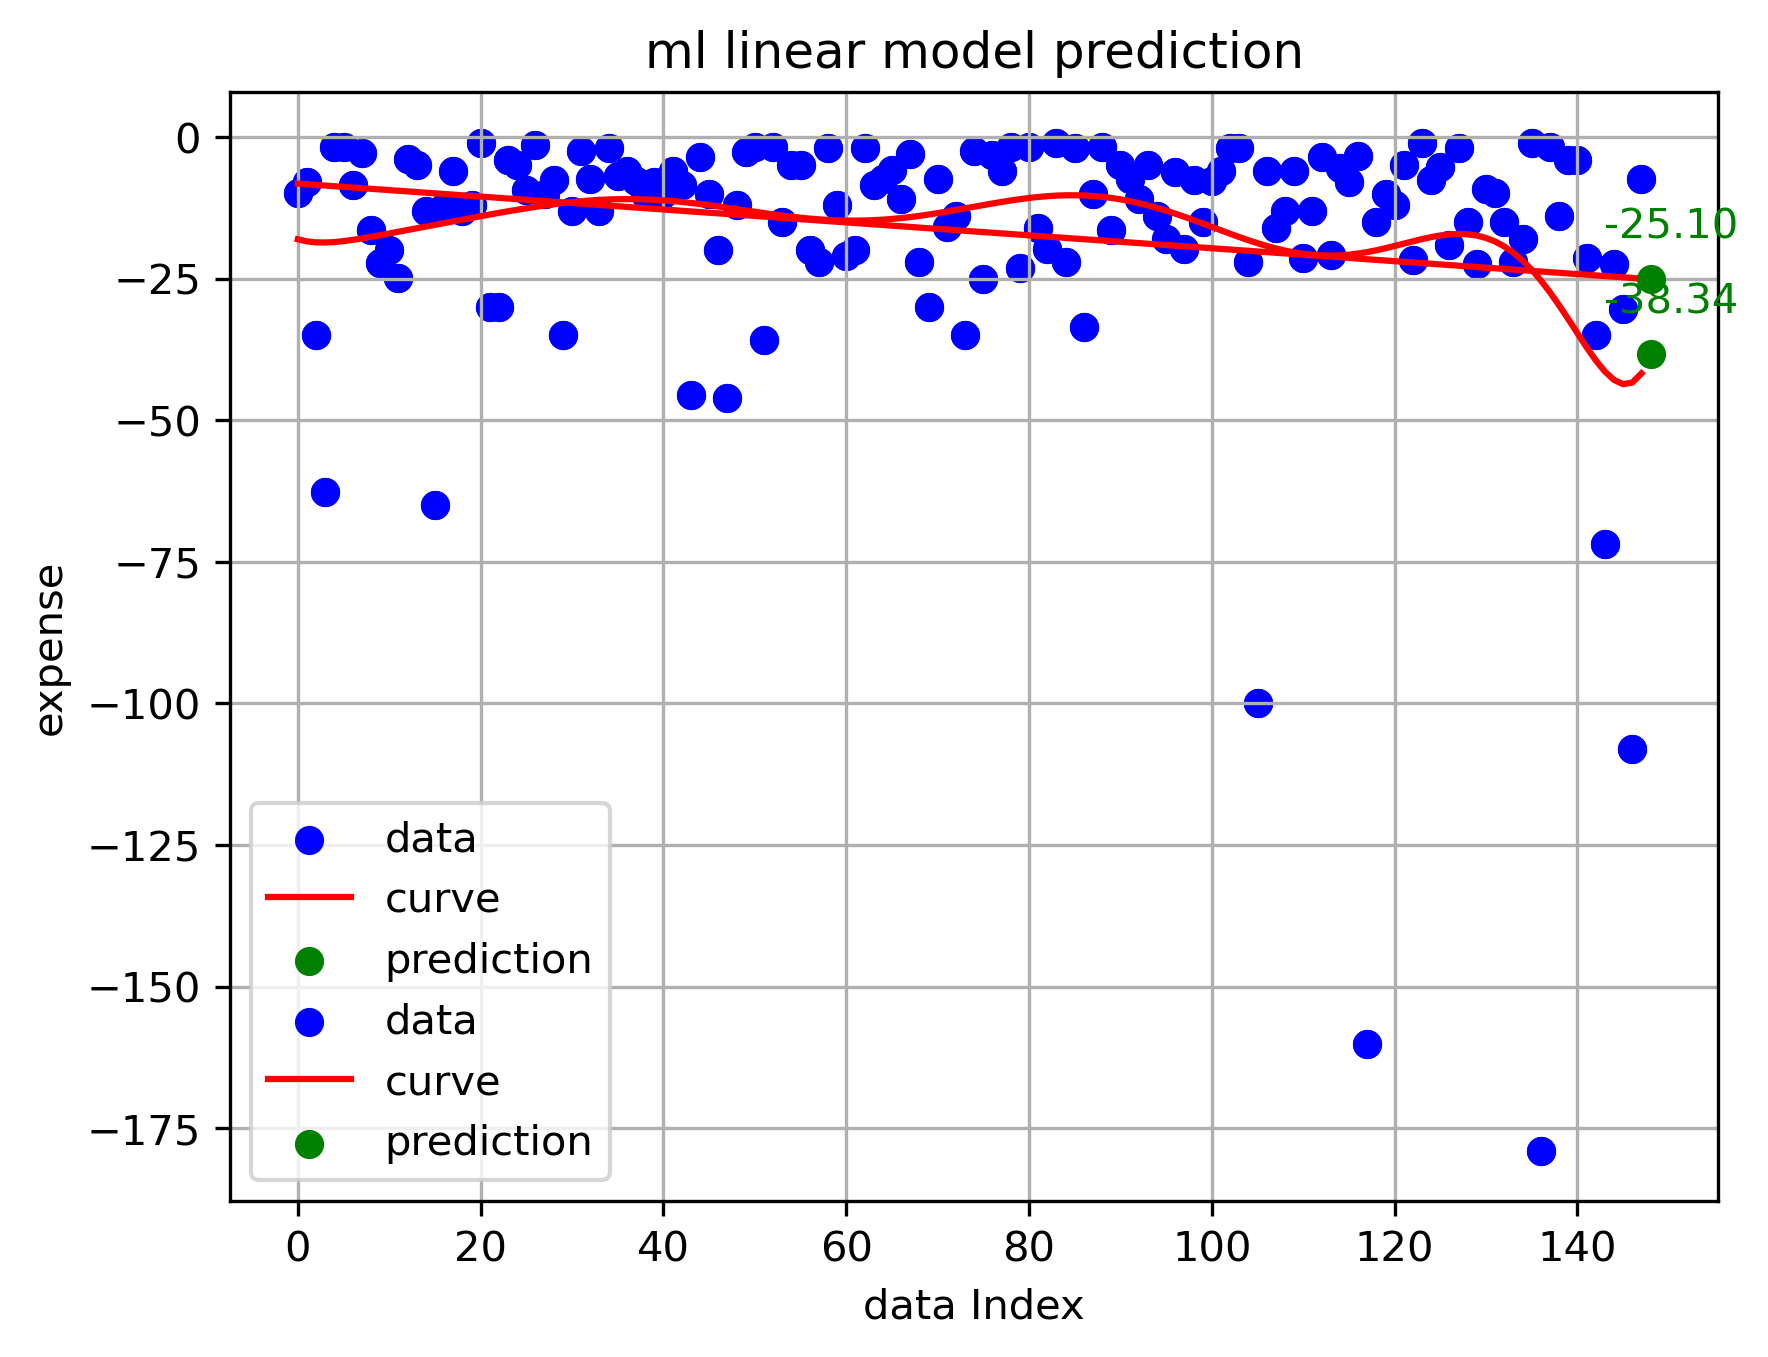 ml linear model prediction
0
−25
−50
−75
−100
−125
−150
−175
expense
-25.10
-38.34
data
curve
prediction
data
curve
prediction
0 20 40 60 80 100 120 140
data Index